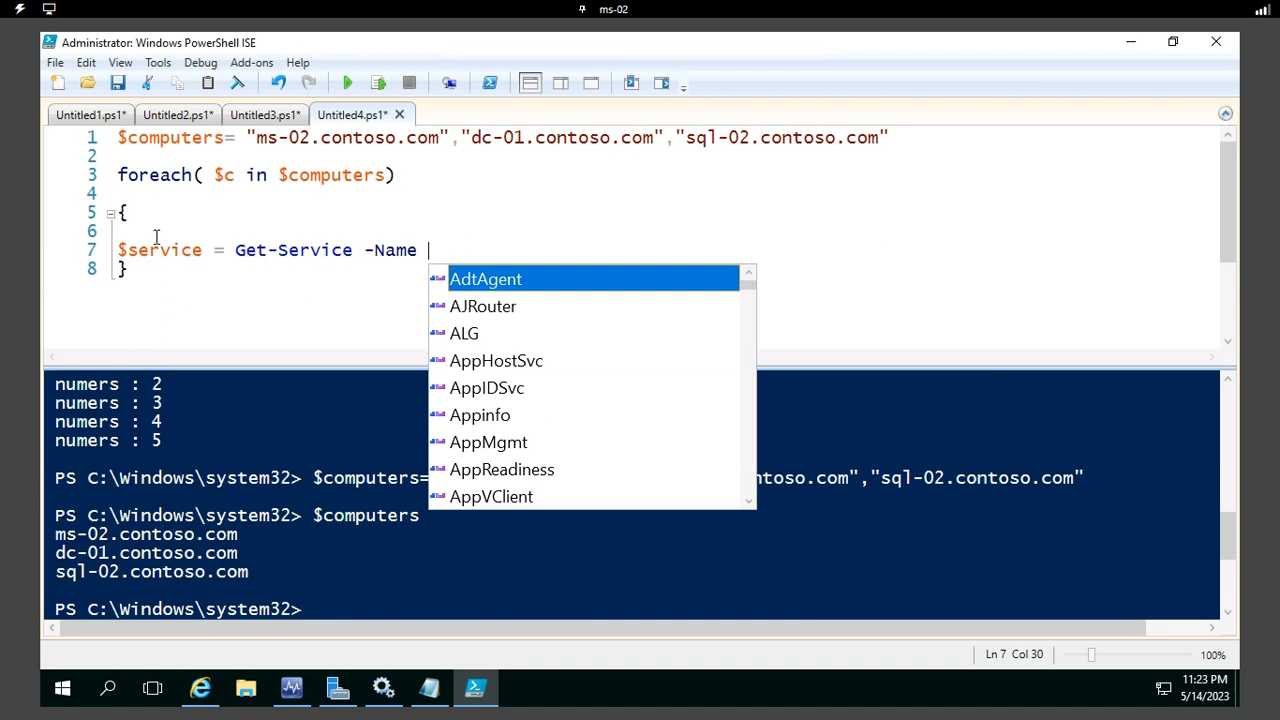 ms-02
Administrator: Windows PowerShell ISE
File Edit View Tools Debug Add-ons Help
Untitled1.ps1* Untitled2.ps1* Untitled3.ps1* Untitled4.ps1*
1 $computers= "ms-02.contoso.com","dc-01.contoso.com","sql-02.contoso.com"
2
3 foreach( $c in $computers)
4
5 {
6
7 $service = Get-Service -Name
8 }
AdtAgent
AJRouter
ALG
AppHostSvc
AppIDSvc
Appinfo
AppMgmt
AppReadiness
AppVClient
numers : 2
numers : 3
numers : 4
numers : 5
PS C:\Windows\system32> $computers= ntoso.com","sql-02.contoso.com"
PS C:\Windows\system32> $computers
ms-02.contoso.com
dc-01.contoso.com
sql-02.contoso.com
PS C:\Windows\system32>
Ln 7 Col 30 100%
11:23 PM
5/14/2023